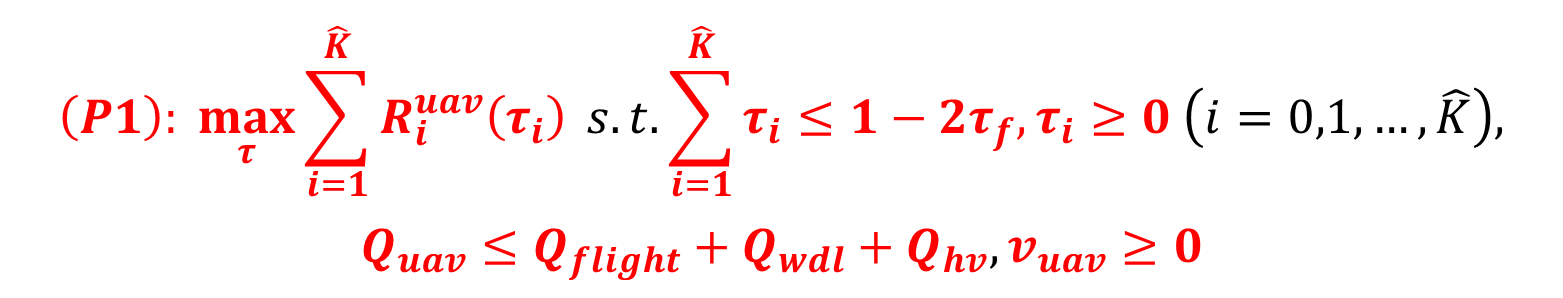 (P1): max_τ ∑_{i=1}^{K̂} R_i^{uav}(τ_i) s.t. ∑_{i=1}^{K̂} τ_i ≤ 1 − 2τ_f, τ_i ≥ 0 (i = 0,1, …, K̂),
Q_{uav} ≤ Q_{flight} + Q_{wdl} + Q_{hv}, v_{uav} ≥ 0